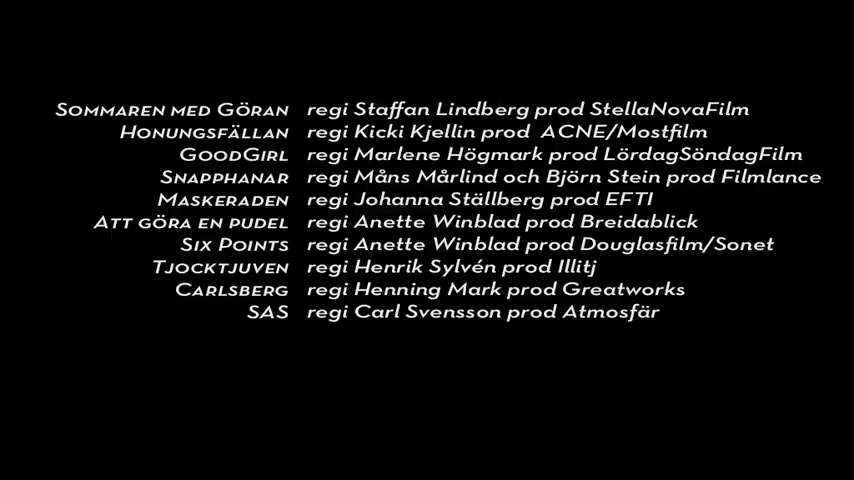 SOMMAREN MED GÖRAN regi Staffan Lindberg prod StellaNovaFilm
HONUNGSFÄLLAN regi Kicki Kjellin prod ACNE/Mostfilm
GOODGIRL regi Marlene Högmark prod LördagSöndagFilm
SNAPPHANAR regi Måns Mårlind och Björn Stein prod Filmlance
MASKERADEN regi Johanna Ställberg prod EFTI
ATT GÖRA EN PUDEL regi Anette Winblad prod Breidablick
SIX POINTS regi Anette Winblad prod Douglasfilm/Sonet
TJOCKTJUVEN regi Henrik Sylvén prod Illitj
CARLSBERG regi Henning Mark prod Greatworks
SAS regi Carl Svensson prod Atmosfär